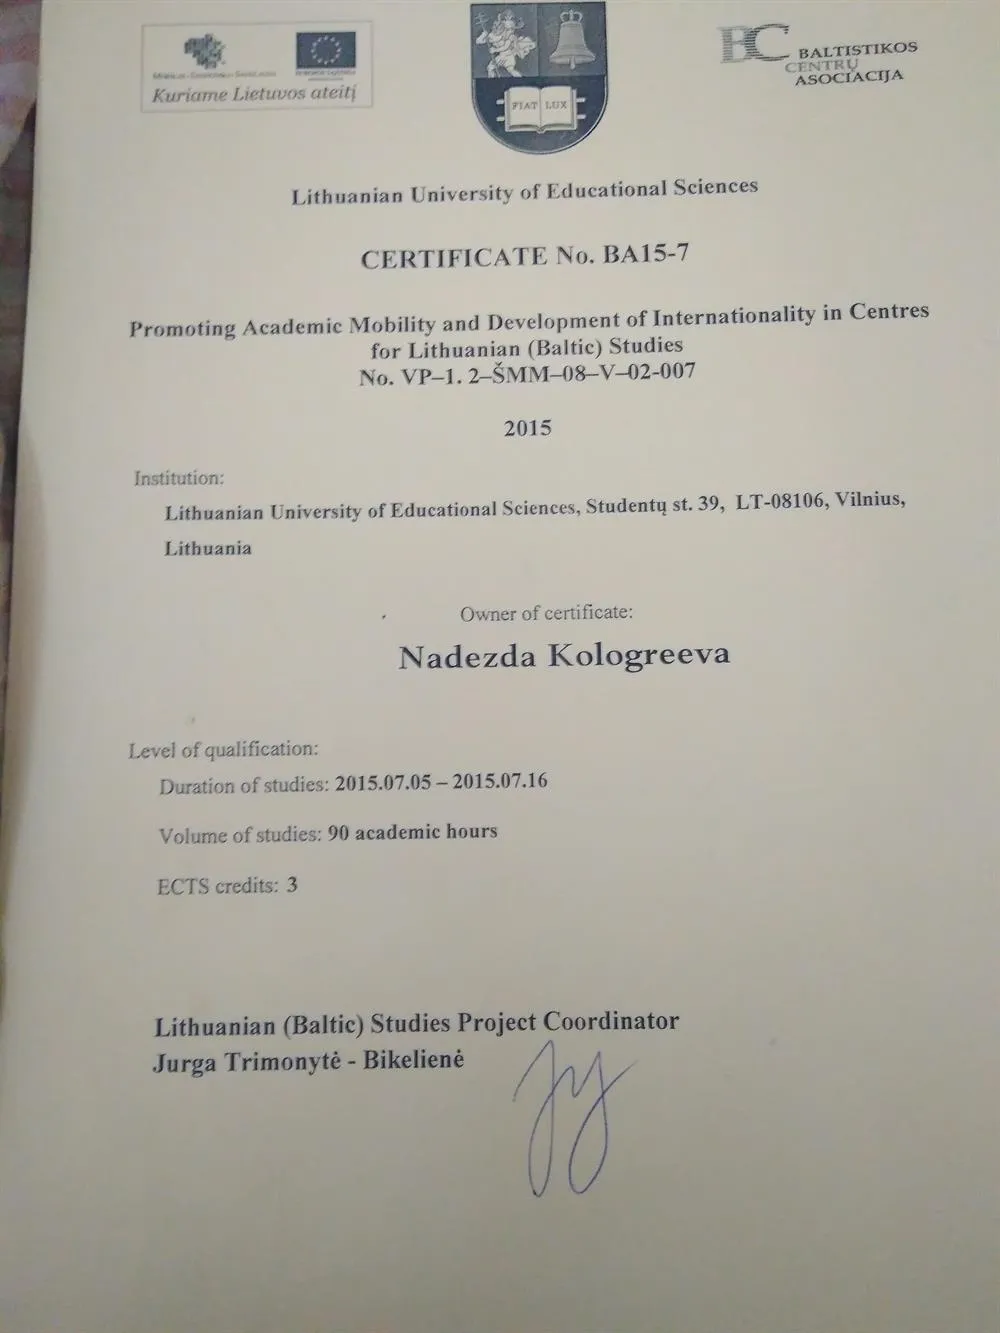 Kuriame Lietuvos ateitį
FIAT LUX
BC BALTISTIKOS
CENTRŲ
ASOCIACIJA
Lithuanian University of Educational Sciences
CERTIFICATE No. BA15-7
Promoting Academic Mobility and Development of Internationality in Centres
for Lithuanian (Baltic) Studies
No. VP–1. 2–ŠMM–08–V–02-007
2015
Institution:
Lithuanian University of Educational Sciences, Studentų st. 39, LT-08106, Vilnius,
Lithuania
Owner of certificate:
Nadezda Kologreeva
Level of qualification:
Duration of studies: 2015.07.05 – 2015.07.16
Volume of studies: 90 academic hours
ECTS credits: 3
Lithuanian (Baltic) Studies Project Coordinator
Jurga Trimonytė - Bikelienė